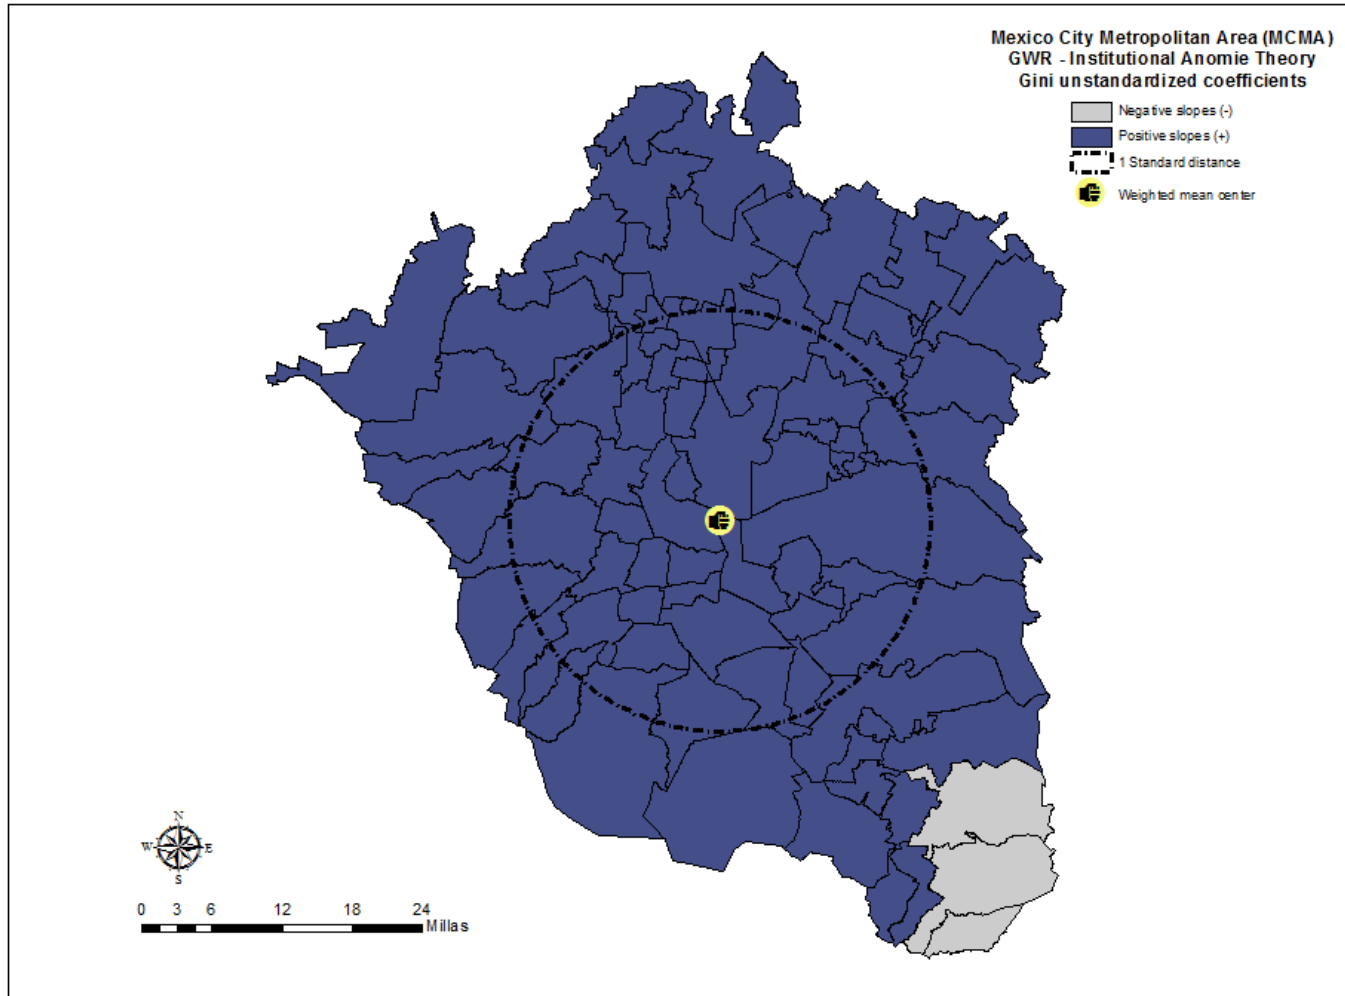 Mexico City Metropolitan Area (MCMA)
GWR - Institutional Anomie Theory
Gini unstandardized coefficients
Negative slopes (-)
Positive slopes (+)
1 Standard distance
Weighted mean center
N
W E
S
0 3 6 12 18 24
Millas